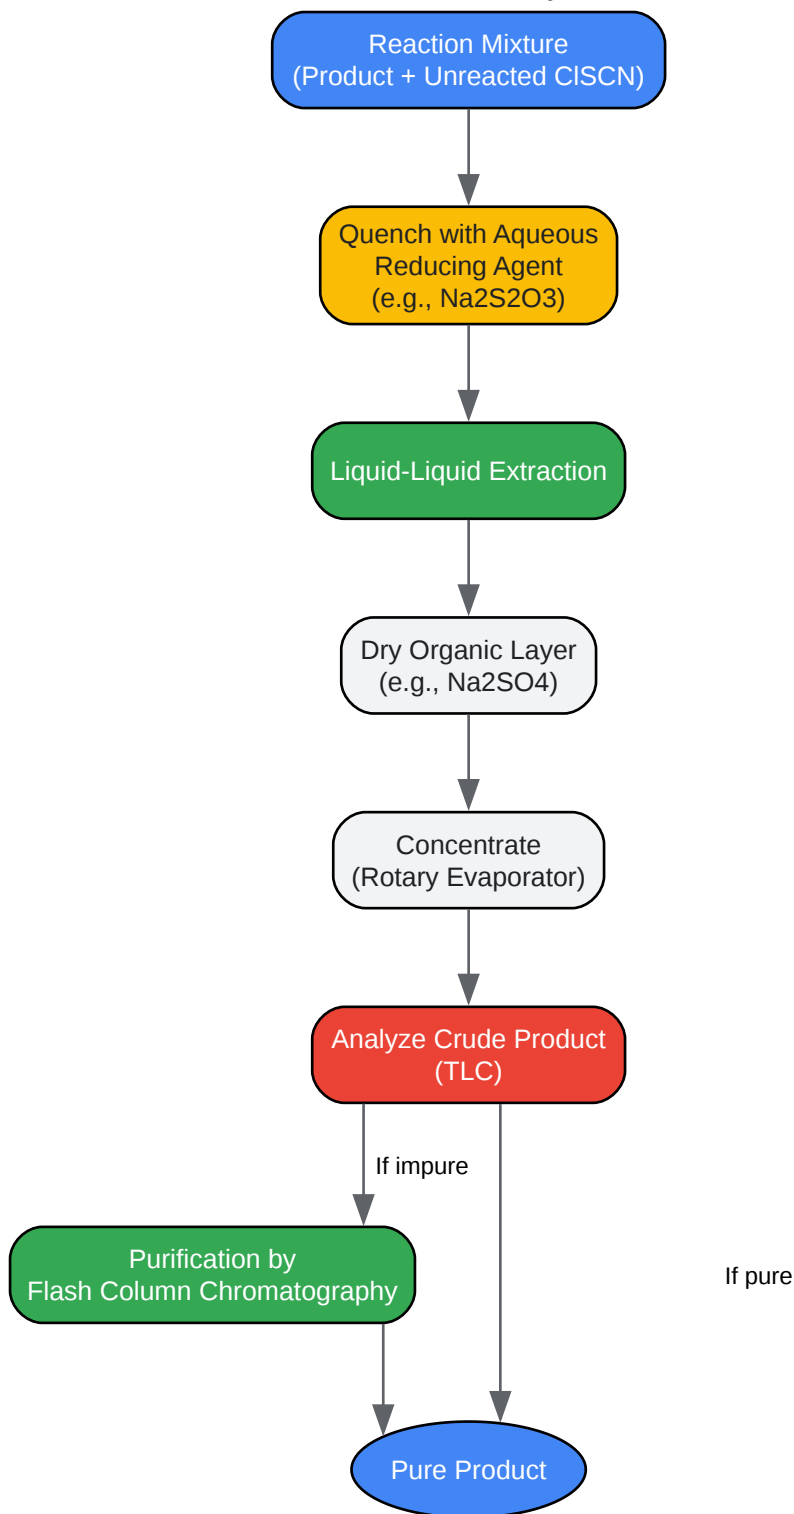 Reaction Mixture
(Product + Unreacted ClSCN)
Quench with Aqueous
Reducing Agent
(e.g., Na2S2O3)
Liquid-Liquid Extraction
Dry Organic Layer
(e.g., Na2SO4)
Concentrate
(Rotary Evaporator)
Analyze Crude Product
(TLC)
If impure
Purification by
Flash Column Chromatography
If pure
Pure Product